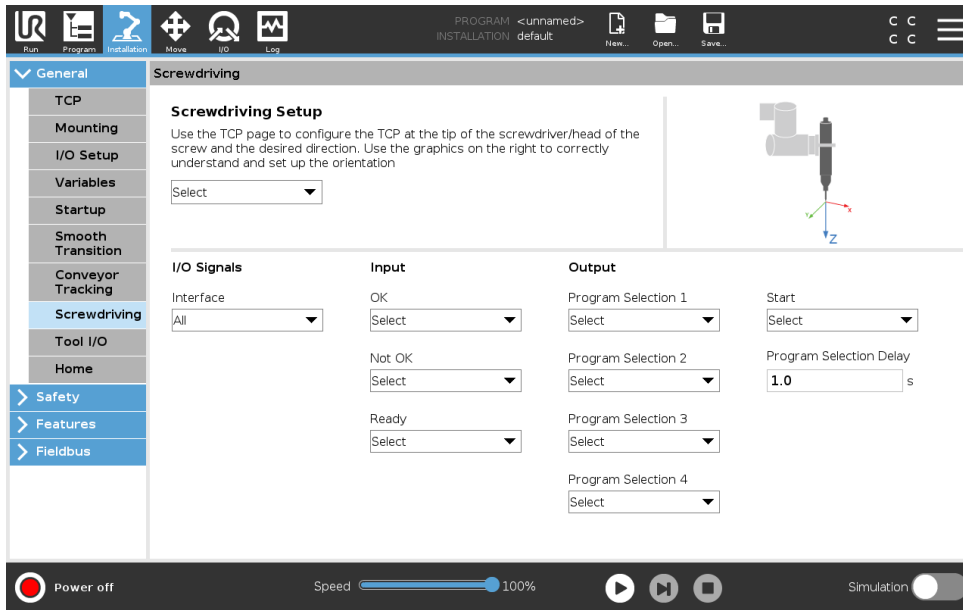 UR
Run
Program
Installation
Move
I/O
Log
PROGRAM <unnamed>
INSTALLATION default
New...
Open...
Save...
C C
C C
General
TCP
Mounting
I/O Setup
Variables
Startup
Smooth
Transition
Conveyor
Tracking
Screwdriving
Tool I/O
Home
Safety
Features
Fieldbus
Screwdriving
Screwdriving Setup
Use the TCP page to configure the TCP at the tip of the screwdriver/head of the
screw and the desired direction. Use the graphics on the right to correctly
understand and set up the orientation
Select
Y
X
Z
I/O Signals
Interface
All
Input
OK
Select
Not OK
Select
Ready
Select
Output
Program Selection 1
Select
Program Selection 2
Select
Program Selection 3
Select
Program Selection 4
Select
Start
Select
Program Selection Delay
1.0 s
Power off
Speed 100%
Simulation